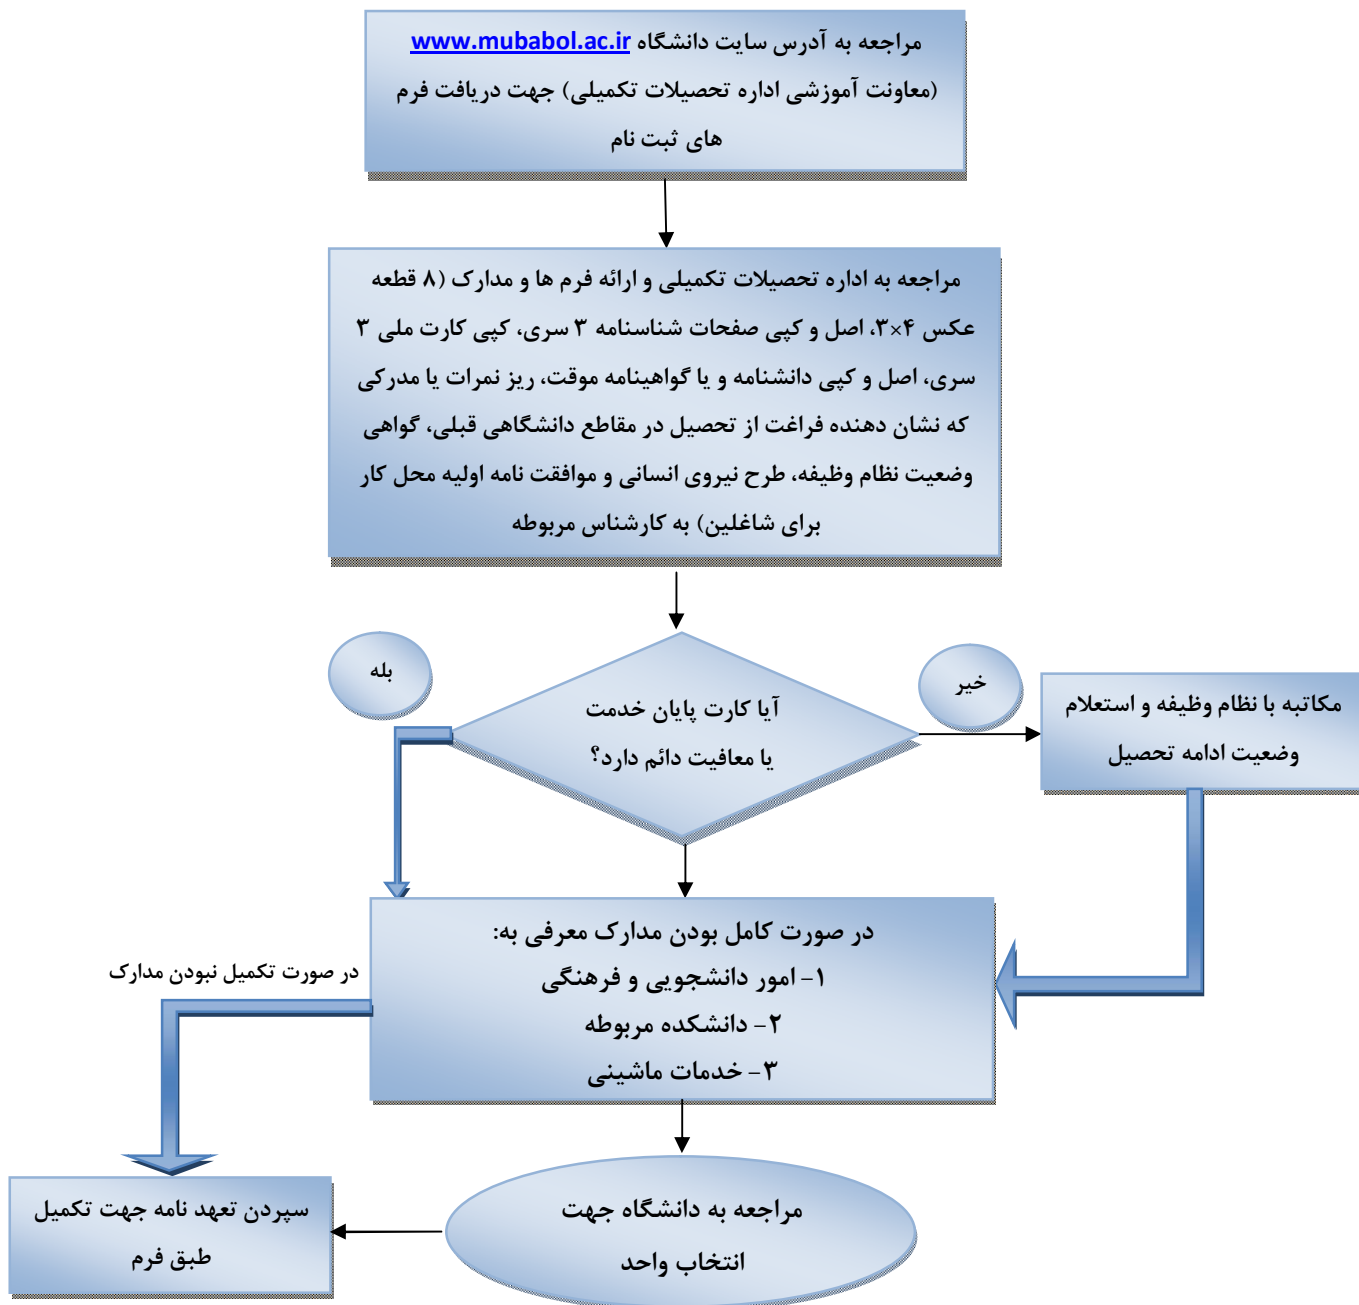 مراجعه به آدرس سایت دانشگاه www.mubabol.ac.ir
(معاونت آموزشی اداره تحصیلات تکمیلی) جهت دریافت فرم
های ثبت نام
مراجعه به اداره تحصیلات تکمیلی و ارائه فرم ها و مدارک (۸ قطعه
عکس ۴×۳، اصل و کپی صفحات شناسنامه ۳ سری، کپی کارت ملی ۳
سری، اصل و کپی دانشنامه و یا گواهینامه موقت، ریز نمرات یا مدرکی
که نشان دهنده فراغت از تحصیل در مقاطع دانشگاهی قبلی، گواهی
وضعیت نظام وظیفه، طرح نیروی انسانی و موافقت نامه اولیه محل کار
برای شاغلین) به کارشناس مربوطه
خیر
بله
آیا کارت پایان خدمت
یا معافیت دائم دارد؟
مکاتبه با نظام وظیفه و استعلام
وضعیت ادامه تحصیل
در صورت کامل بودن مدارک معرفی به:
۱- امور دانشجویی و فرهنگی
۲- دانشکده مربوطه
۳- خدمات ماشینی
در صورت تکمیل نبودن مدارک
مراجعه به دانشگاه جهت
انتخاب واحد
سپردن تعهد نامه جهت تکمیل
طبق فرم